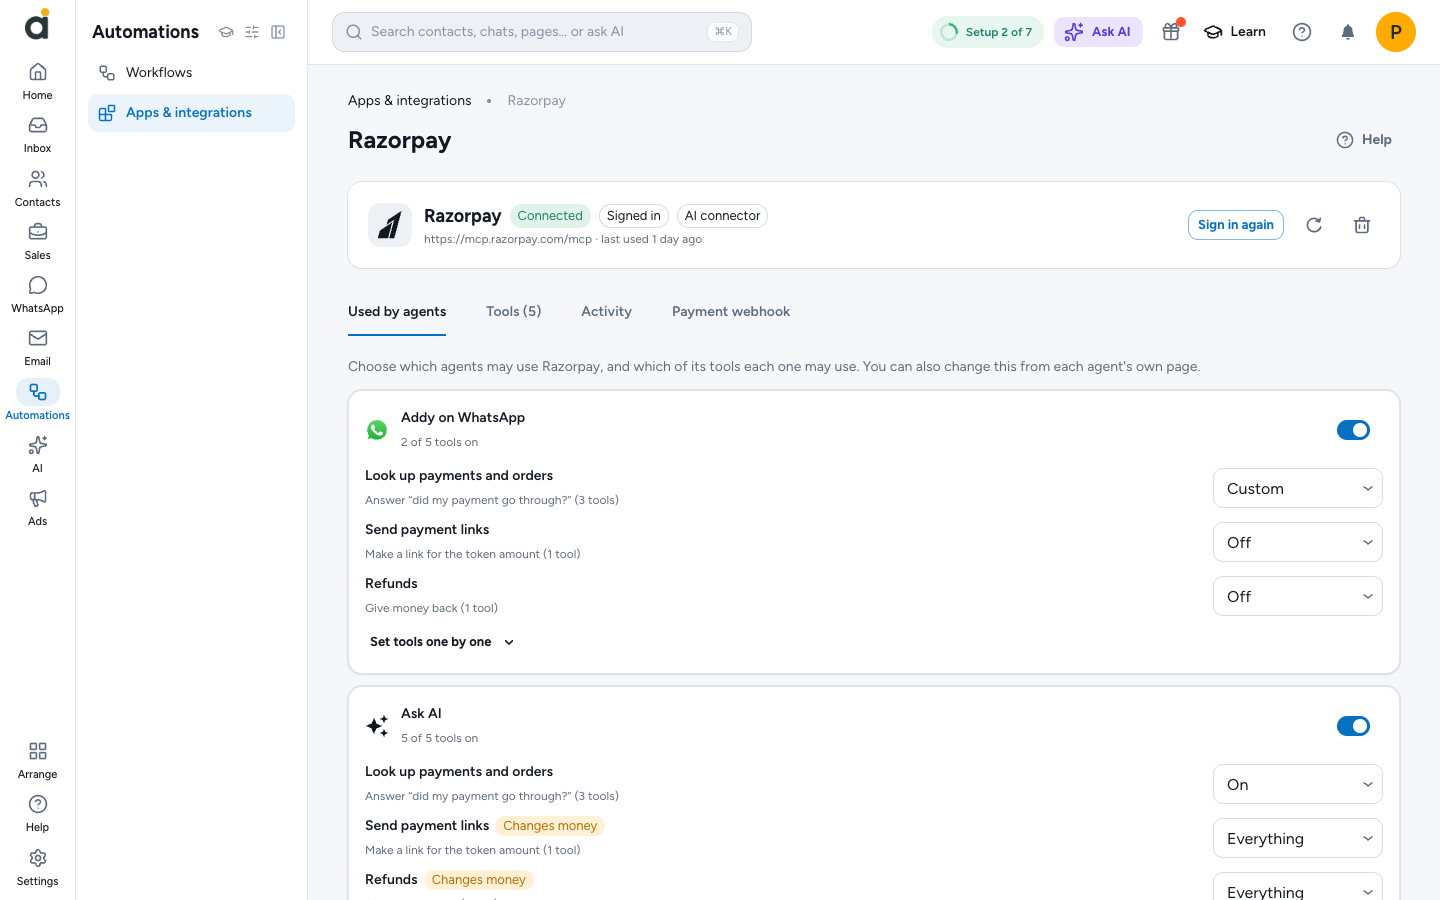 Automations
Search contacts, chats, pages... or ask AI
⌘K
Setup 2 of 7
Ask AI
Learn
P
Home
Inbox
Contacts
Sales
WhatsApp
Email
Automations
AI
Ads
Arrange
Help
Settings
Workflows
Apps & integrations
Apps & integrations • Razorpay
Razorpay
Help
Razorpay Connected Signed in AI connector
https://mcp.razorpay.com/mcp · last used 1 day ago
Sign in again
Used by agents Tools (5) Activity Payment webhook
Choose which agents may use Razorpay, and which of its tools each one may use. You can also change this from each agent's own page.
Addy on WhatsApp
2 of 5 tools on
Look up payments and orders
Answer “did my payment go through?” (3 tools)
Custom
Send payment links
Make a link for the token amount (1 tool)
Off
Refunds
Give money back (1 tool)
Off
Set tools one by one
Ask AI
5 of 5 tools on
Look up payments and orders
Answer “did my payment go through?” (3 tools)
On
Send payment links Changes money
Make a link for the token amount (1 tool)
Everything
Refunds Changes money
Everything